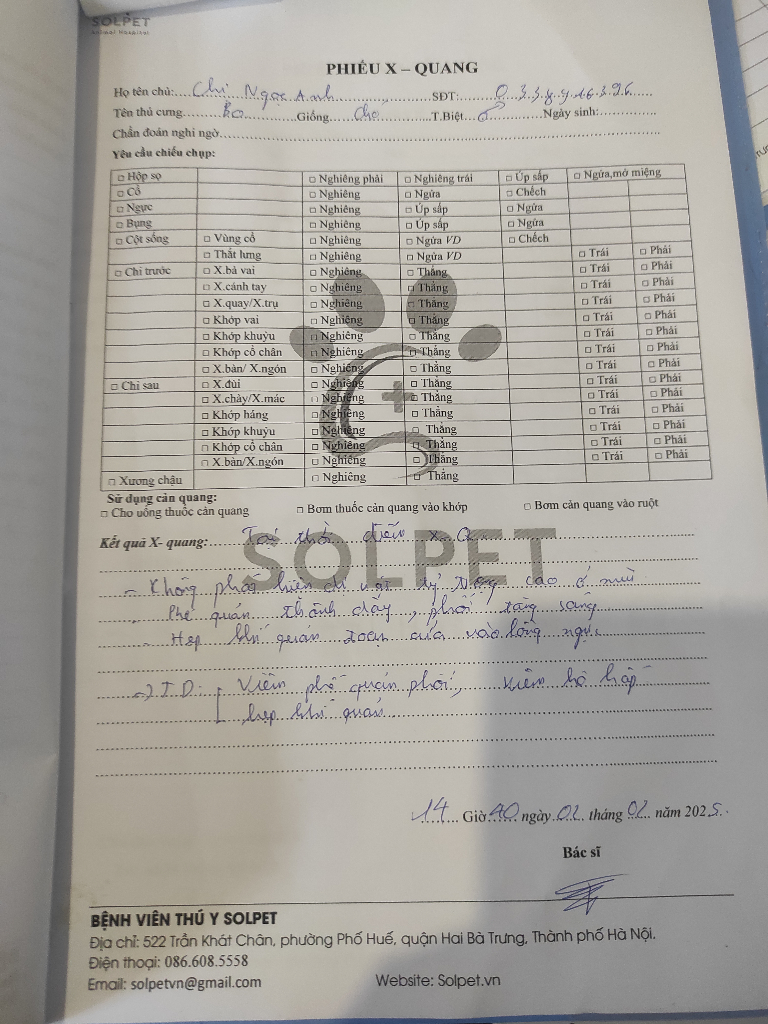 SOLPET
Animal Hospital
PHIẾU X – QUANG
Họ tên chủ: Chị Ngọc Anh SĐT:
Tên thú cưng Giống Chó T.Biệt ♂ Ngày sinh:
Chẩn đoán nghi ngờ
Yêu cầu chiếu chụp:
□ Hộp sọ □ Nghiêng phải □ Nghiêng trái □ Úp sấp □ Ngửa,mở miệng
□ Cổ □ Nghiêng □ Ngửa □ Chếch
□ Ngực □ Nghiêng □ Úp sấp □ Ngửa
□ Bụng □ Nghiêng □ Úp sấp □ Ngửa
□ Cột sống □ Vùng cổ □ Nghiêng □ Ngửa VD □ Chếch
□ Thắt lưng □ Nghiêng □ Ngửa VD □ Trái □ Phải
□ Chi trước □ X.bả vai □ Nghiêng □ Thẳng □ Trái □ Phải
□ X.cánh tay □ Nghiêng □ Thẳng □ Trái □ Phải
□ X.quay/X.trụ □ Nghiêng □ Thẳng □ Trái □ Phải
□ Khớp vai □ Nghiêng □ Thẳng □ Trái □ Phải
□ Khớp khuỷu □ Nghiêng □ Thẳng □ Trái □ Phải
□ Khớp cổ chân □ Nghiêng □ Thẳng □ Trái □ Phải
□ X.bàn/ X.ngón □ Nghiêng □ Thẳng □ Trái □ Phải
□ Chi sau □ X.đùi □ Nghiêng □ Thẳng □ Trái □ Phải
□ X.chày/X.mác □ Nghiêng □ Thẳng □ Trái □ Phải
□ Khớp háng □ Nghiêng □ Thẳng □ Trái □ Phải
□ Khớp khuỷu □ Nghiêng □ Thẳng □ Trái □ Phải
□ Khớp cổ chân □ Nghiêng □ Thẳng □ Trái □ Phải
□ X.bàn/X.ngón □ Nghiêng □ Thẳng
□ Xương chậu □ Nghiêng □ Thẳng
Sử dụng cản quang:
□ Cho uống thuốc cản quang □ Bơm thuốc cản quang vào khớp □ Bơm cản quang vào ruột
Kết quả X- quang: Tại thời điểm X-Q
SOLPET
- Không phát hiện dị vật tỷ trọng cao ở mũi
- Phế quản thành dày, phổi tăng sáng
- Hẹp khí quản đoạn cửa vào lồng ngực
=> TD: - Viêm phế quản phổi, viêm hô hấp
- hẹp khí quản
14 Giờ 40 ngày 02 tháng 02 năm 2025.
Bác sĩ
BỆNH VIỆN THÚ Y SOLPET
Địa chỉ: 522 Trần Khát Chân, phường Phố Huế, quận Hai Bà Trưng, Thành phố Hà Nội.
Điện thoại: 086.608.5558
Email: solpetvn@gmail.com Website: Solpet.vn